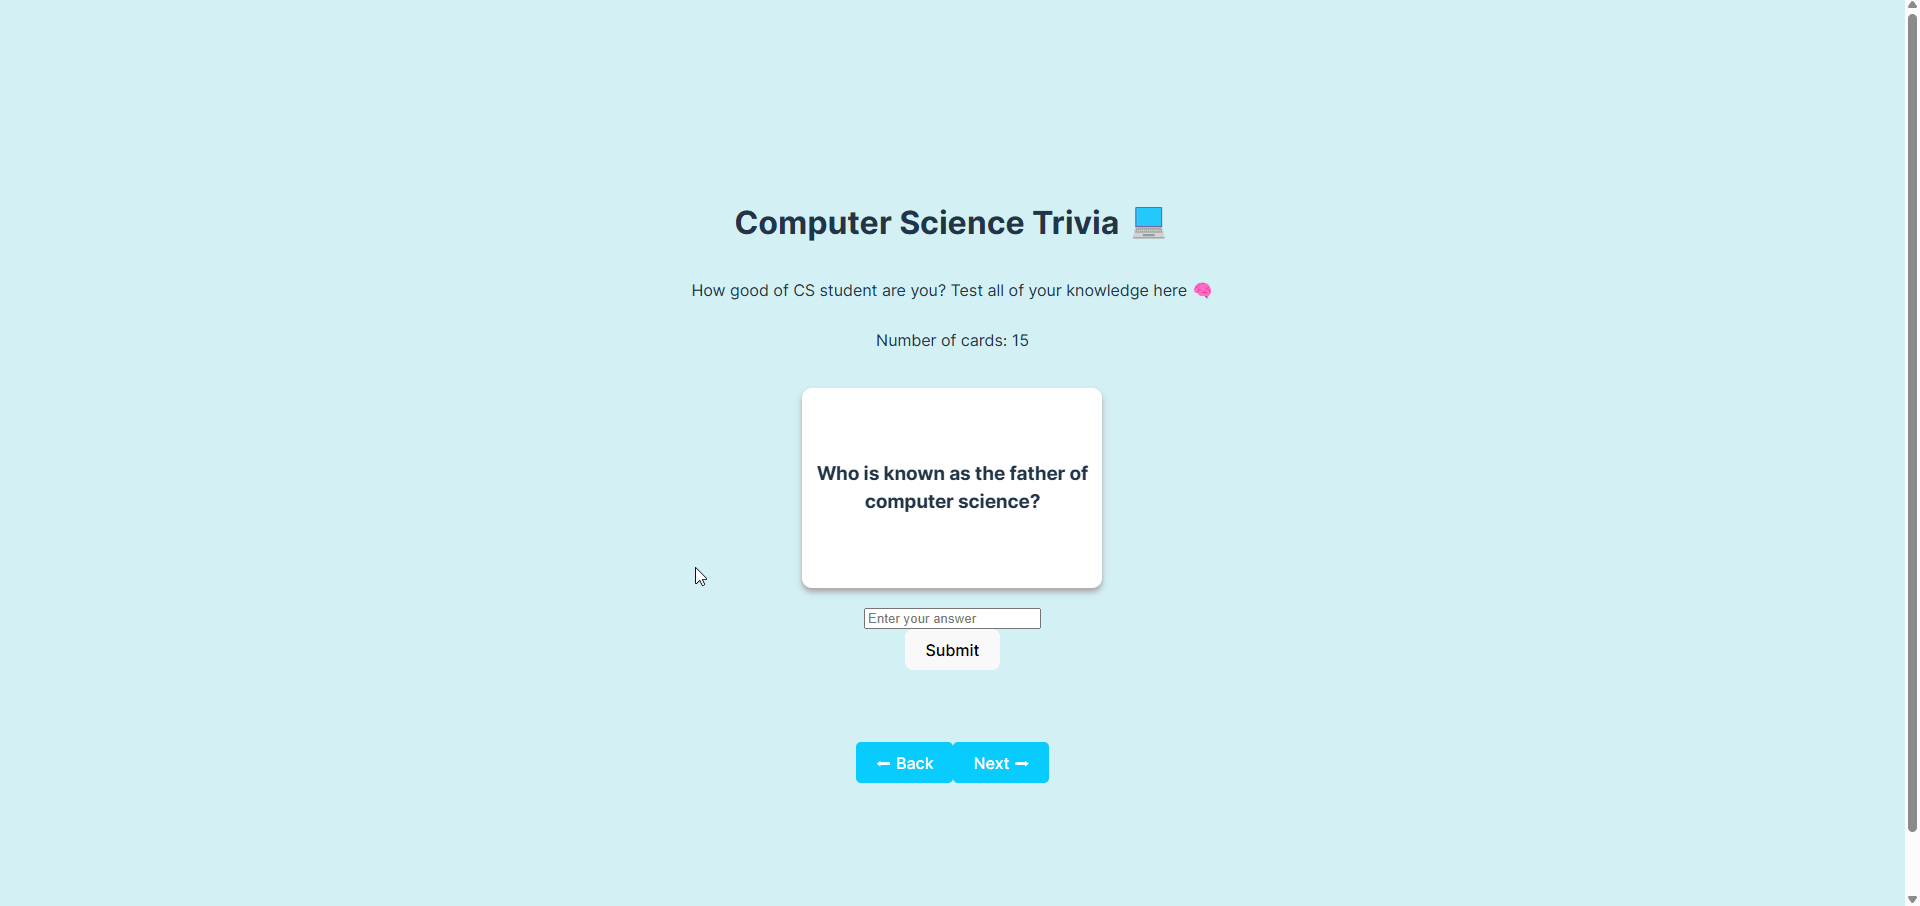 Computer Science Trivia 💻
How good of CS student are you? Test all of your knowledge here 🧠
Number of cards: 15
Who is known as the father of
computer science?
Enter your answer
Submit
← Back
Next →